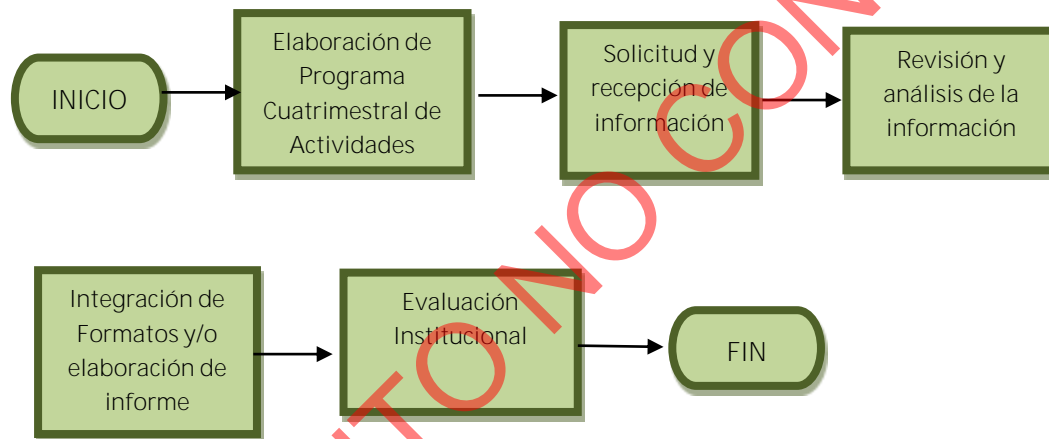 INICIO
Elaboración de
Programa
Cuatrimestral de
Actividades
Solicitud y
recepción de
información
Revisión y
análisis de la
información
Integración de
Formatos y/o
elaboración de
informe
Evaluación
Institucional
FIN
TO NO CON